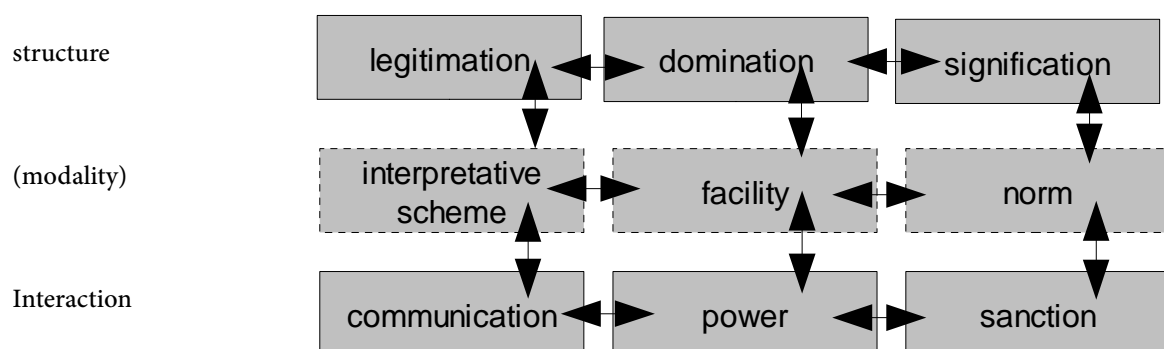 structure
legitimation
domination
signification
(modality)
interpretative
scheme
facility
norm
Interaction
communication
power
sanction